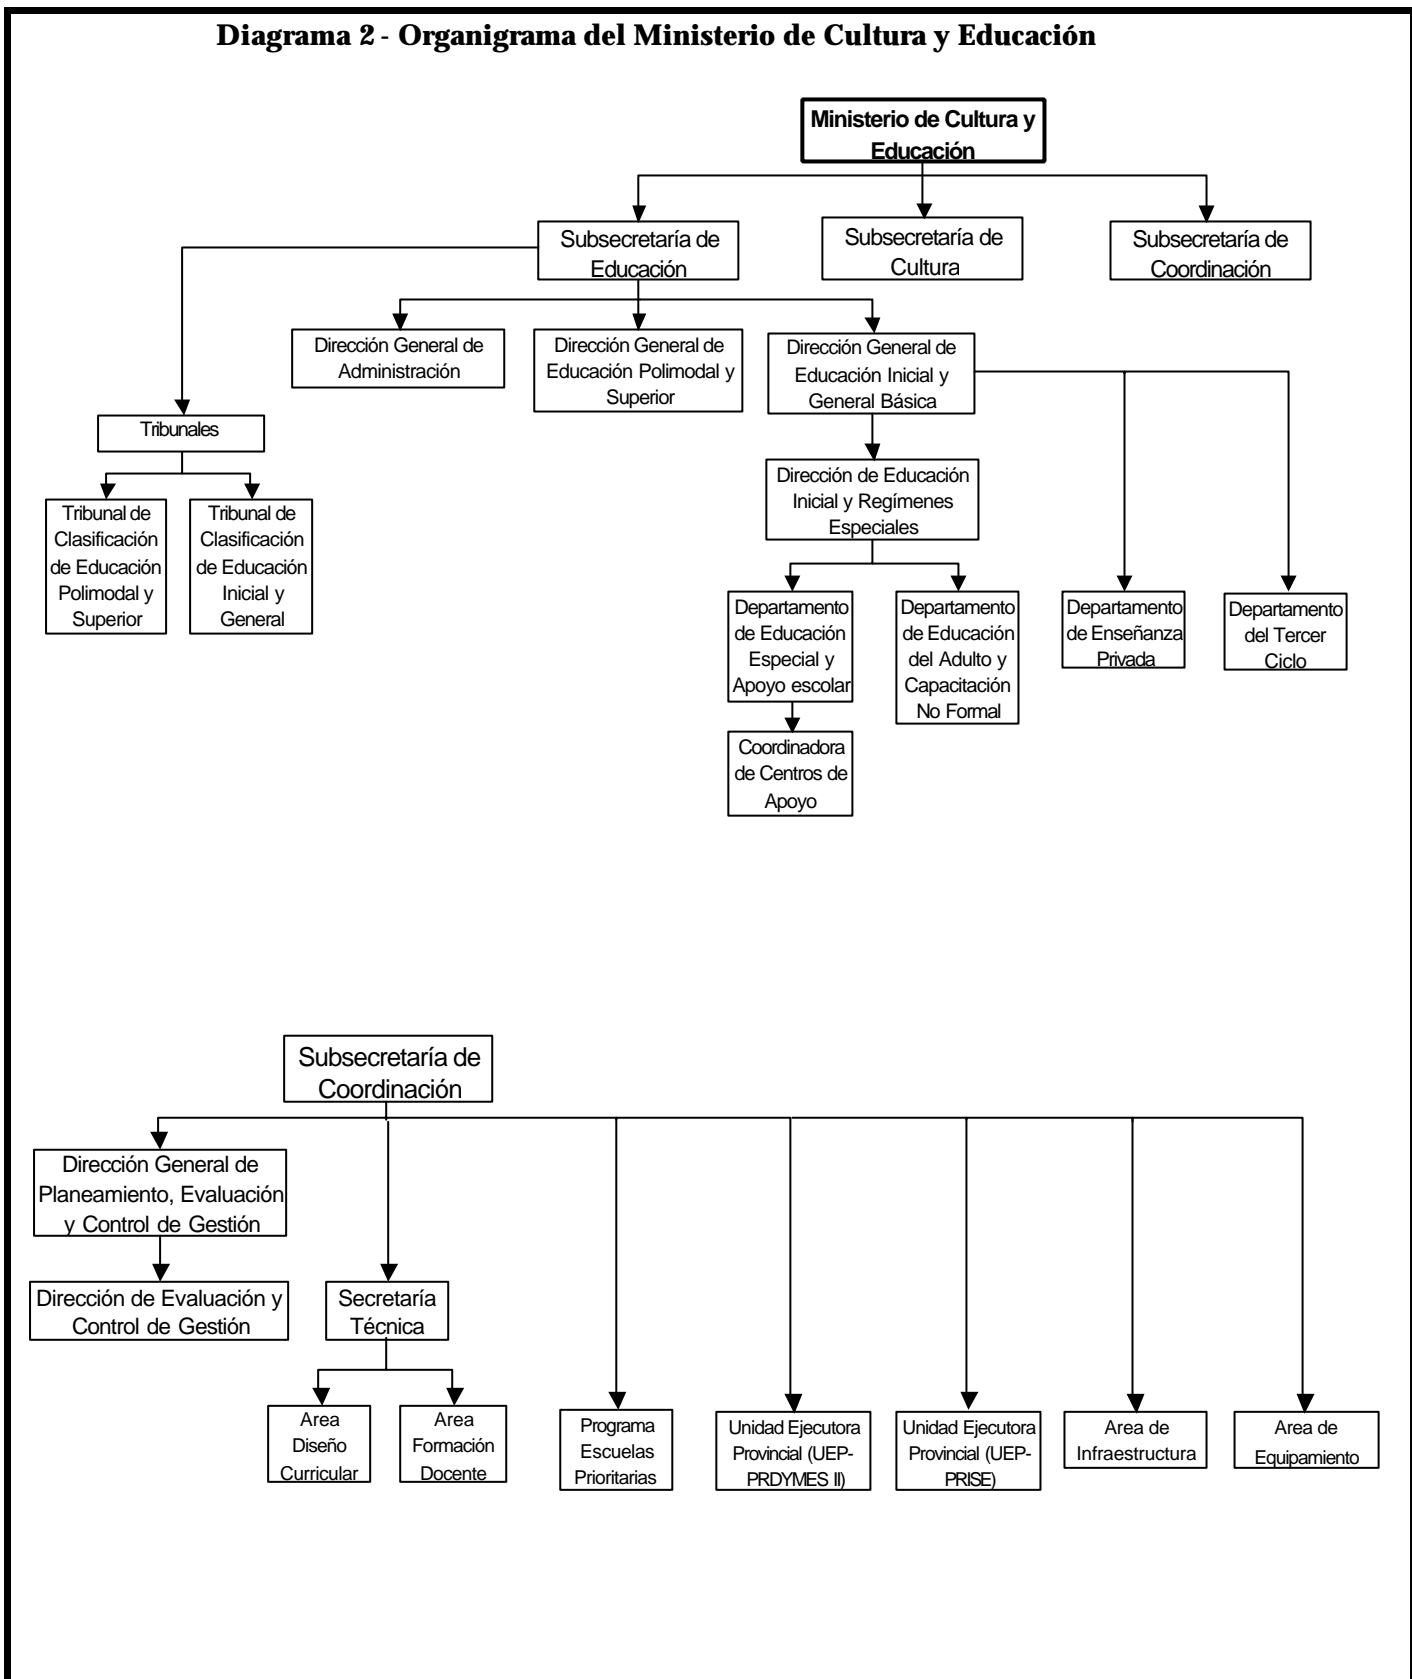 Diagrama 2 - Organigrama del Ministerio de Cultura y Educación
Ministerio de Cultura y
Educación
Subsecretaría de
Educación
Subsecretaría de
Cultura
Subsecretaría de
Coordinación
Dirección General de
Administración
Dirección General de
Educación Polimodal y
Superior
Dirección General de
Educación Inicial y
General Básica
Tribunales
Dirección de Educación
Inicial y Regímenes
Especiales
Tribunal de
Clasificación
de Educación
Polimodal y
Superior
Tribunal de
Clasificación
de Educación
Inicial y
General
Departamento
de Educación
Especial y
Apoyo escolar
Departamento
de Educación
del Adulto y
Capacitación
No Formal
Departamento
de Enseñanza
Privada
Departamento
del Tercer
Ciclo
Coordinadora
de Centros de
Apoyo
Subsecretaría de
Coordinación
Dirección General de
Planeamiento, Evaluación
y Control de Gestión
Dirección de Evaluación y
Control de Gestión
Secretaría
Técnica
Area
Diseño
Curricular
Area
Formación
Docente
Programa
Escuelas
Prioritarias
Unidad Ejecutora
Provincial (UEP-
PRDYMES II)
Unidad Ejecutora
Provincial (UEP-
PRISE)
Area de
Infraestructura
Area de
Equipamiento